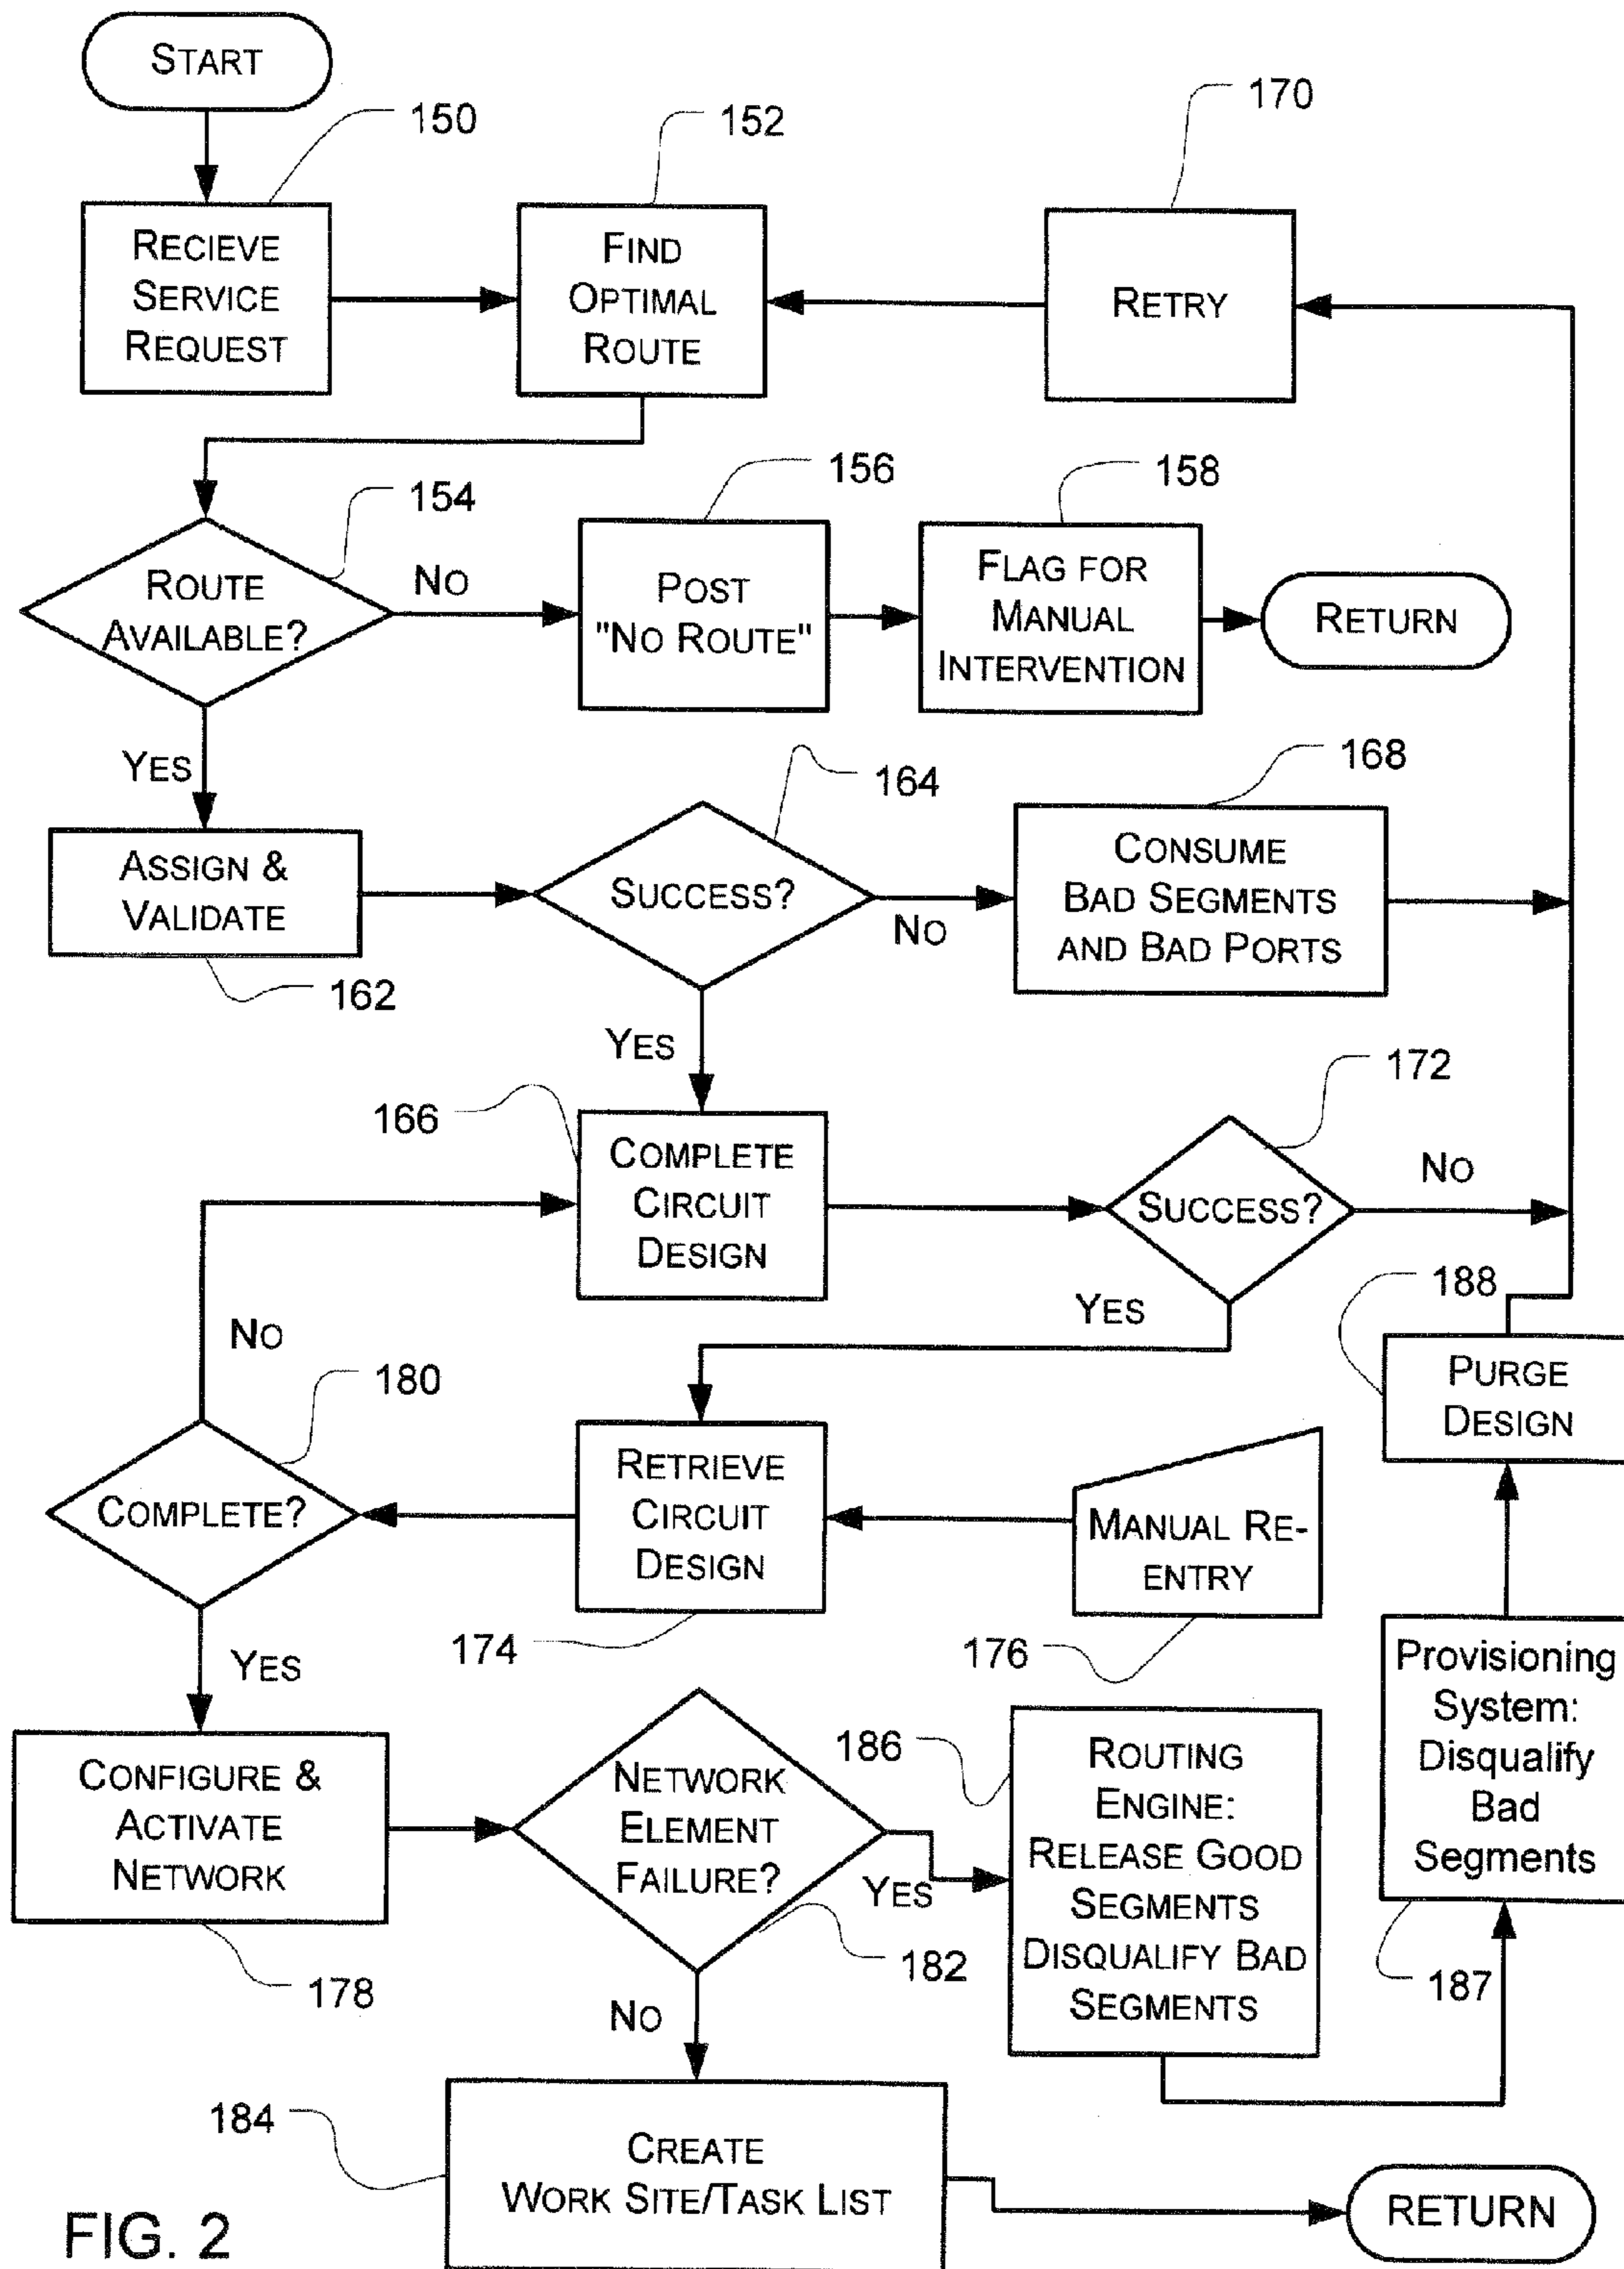 START
150
152
170
RECIEVE
SERVICE
REQUEST
FIND
OPTIMAL
ROUTE
RETRY
154
156
158
ROUTE
AVAILABLE?
NO
POST
"NO ROUTE"
FLAG FOR
MANUAL
INTERVENTION
RETURN
YES
164
168
ASSIGN &
VALIDATE
162
SUCCESS?
NO
CONSUME
BAD SEGMENTS
AND BAD PORTS
YES
166
172
COMPLETE
CIRCUIT
DESIGN
SUCCESS?
NO
YES
188
PURGE
DESIGN
NO
180
COMPLETE?
RETRIEVE
CIRCUIT
DESIGN
174
MANUAL RE-
ENTRY
176
YES
Provisioning
System:
Disqualify
Bad
Segments
187
CONFIGURE &
ACTIVATE
NETWORK
178
NETWORK
ELEMENT
FAILURE?
182
YES
186
ROUTING
ENGINE:
RELEASE GOOD
SEGMENTS
DISQUALIFY BAD
SEGMENTS
NO
184
CREATE
WORK SITE/TASK LIST
RETURN
FIG. 2